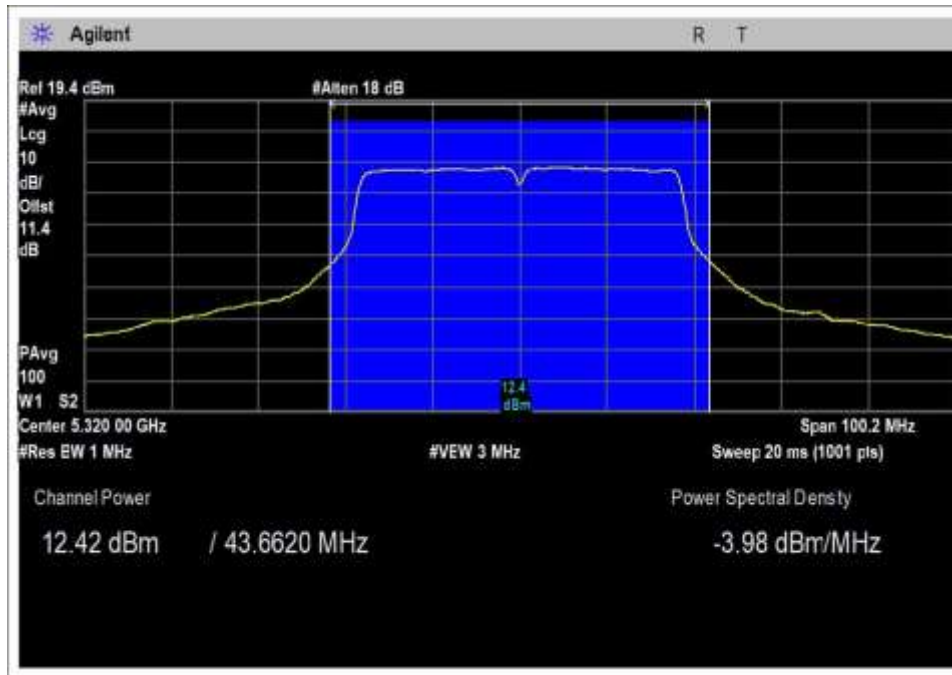 Agilent R T
Ref 19.4 dBm #Atten 18 dB
#Avg
Log
10
dB/
Offst
11.4
dB
PAvg
100
W1 S2
12.4
dBm
Center 5.320 00 GHz Span 100.2 MHz
#Res BW 1 MHz #VBW 3 MHz Sweep 20 ms (1001 pts)
Channel Power Power Spectral Density
12.42 dBm / 43.6620 MHz -3.98 dBm/MHz